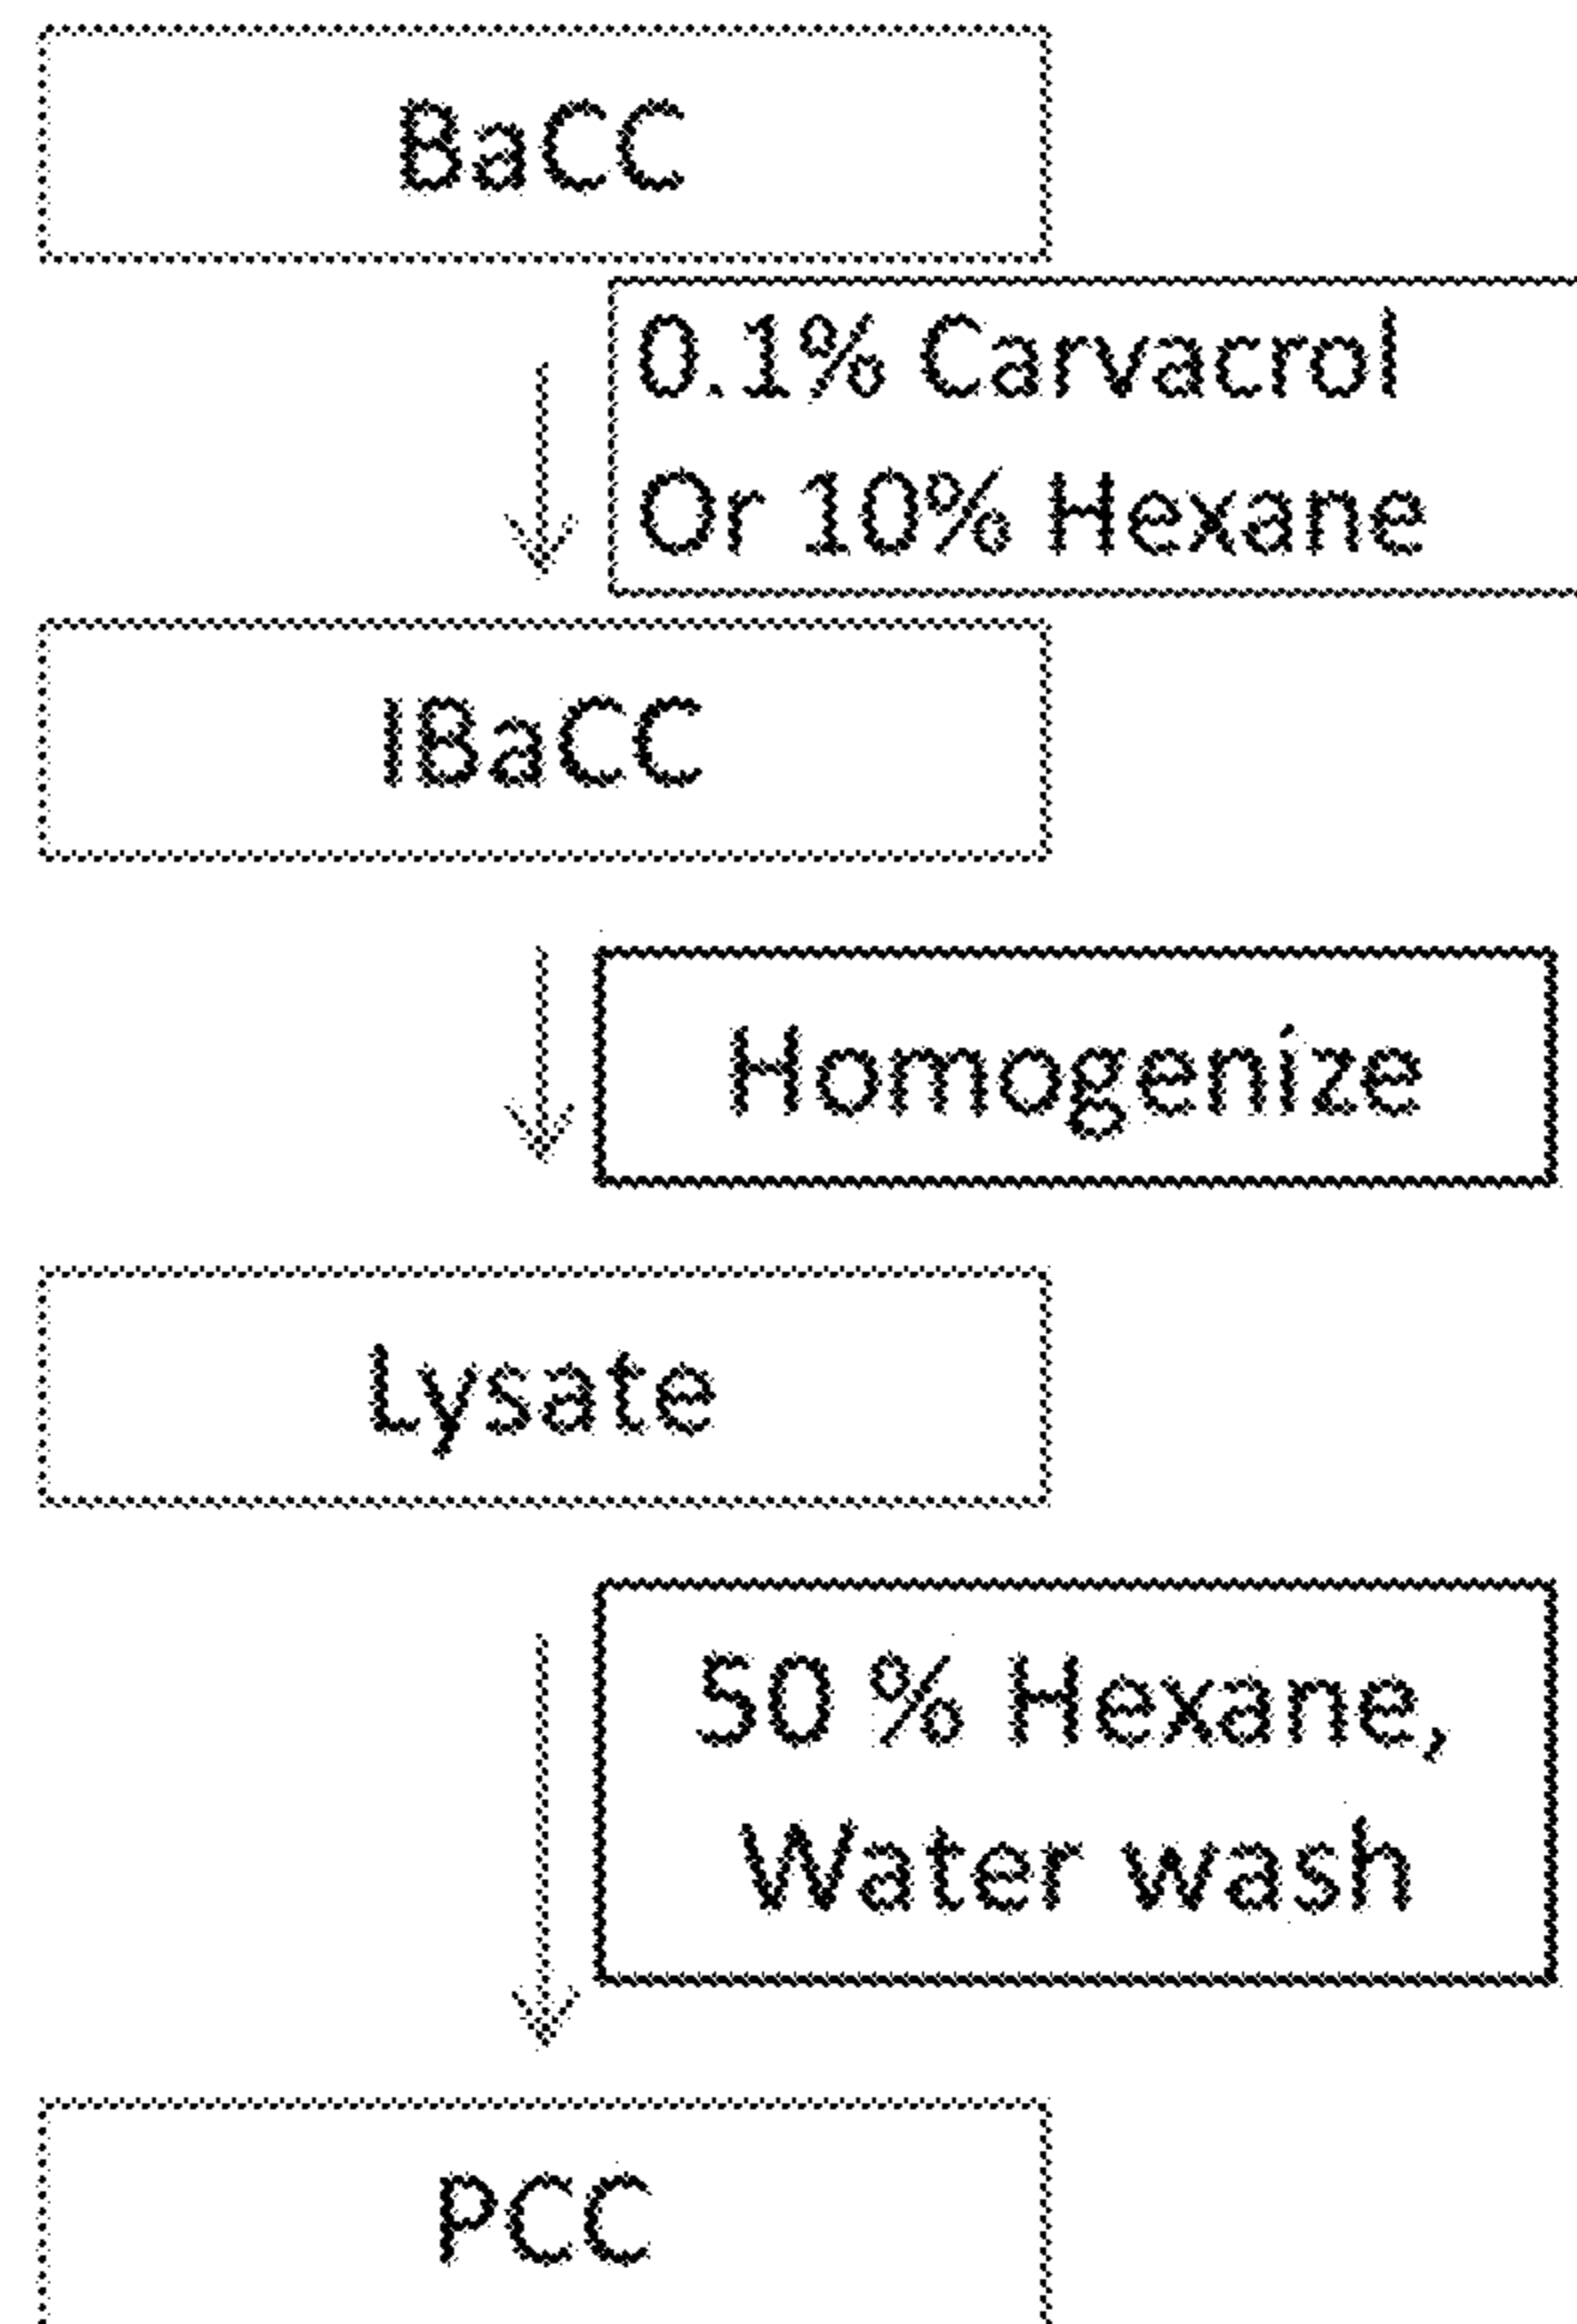 BaCC
0.1% Carvacrol
Or 10% Hexane
IBaCC
Homogenize
Lysate
50 % Hexane,
Water wash
PCC